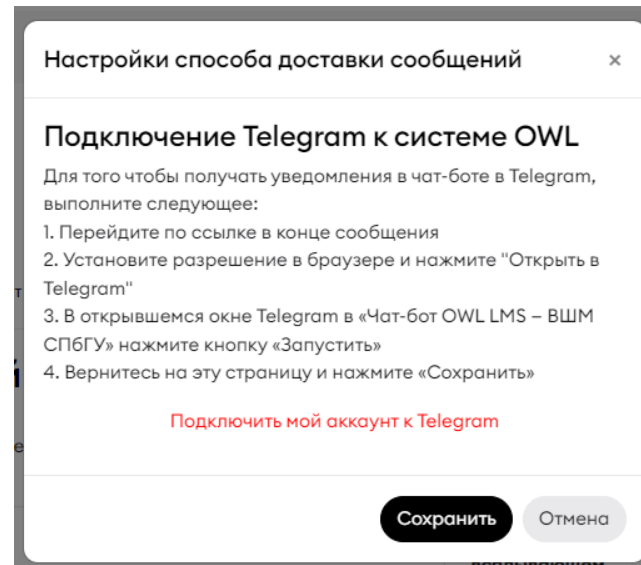 Настройки способа доставки сообщений ×
Подключение Telegram к системе OWL
Для того чтобы получать уведомления в чат-боте в Telegram,
выполните следующее:
1. Перейдите по ссылке в конце сообщения
2. Установите разрешение в браузере и нажмите "Открыть в
Telegram"
3. В открывшемся окне Telegram в «Чат-бот OWL LMS – ВШМ
СПбГУ» нажмите кнопку «Запустить»
4. Вернитесь на эту страницу и нажмите «Сохранить»
Подключить мой аккаунт к Telegram
Сохранить Отмена